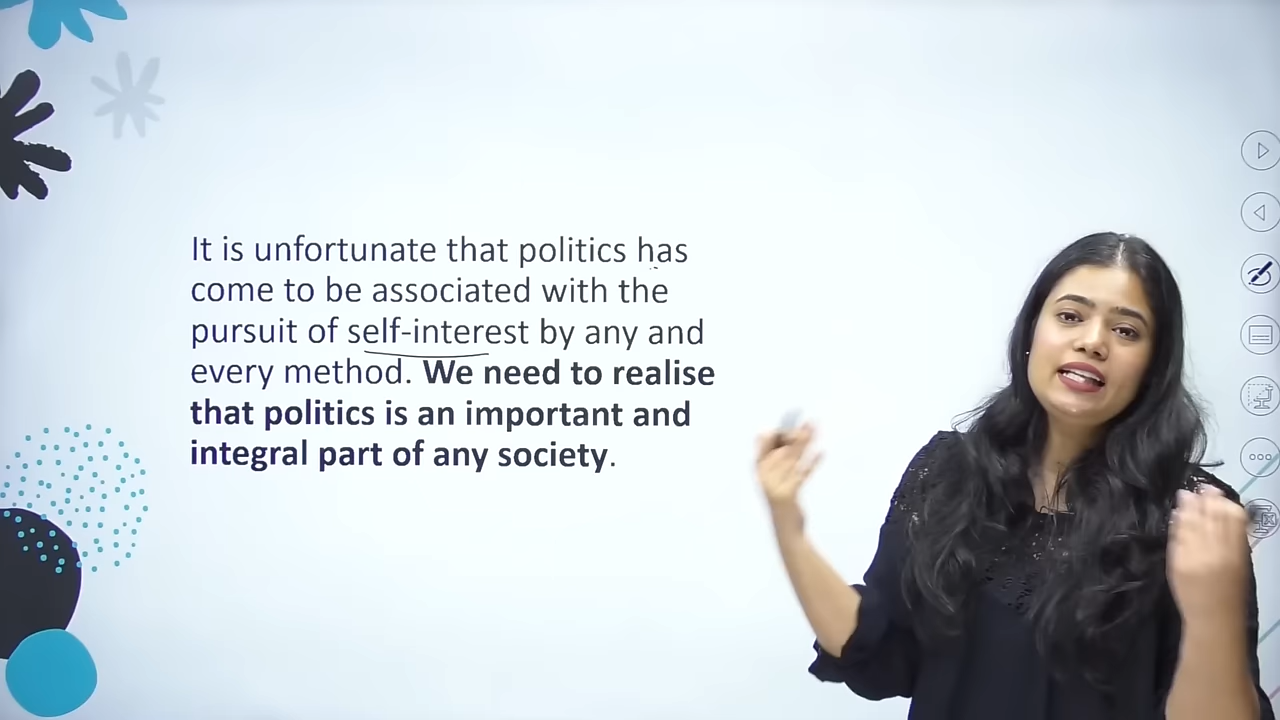 It is unfortunate that politics has
come to be associated with the
pursuit of self-interest by any and
every method. We need to realise
that politics is an important and
integral part of any society.